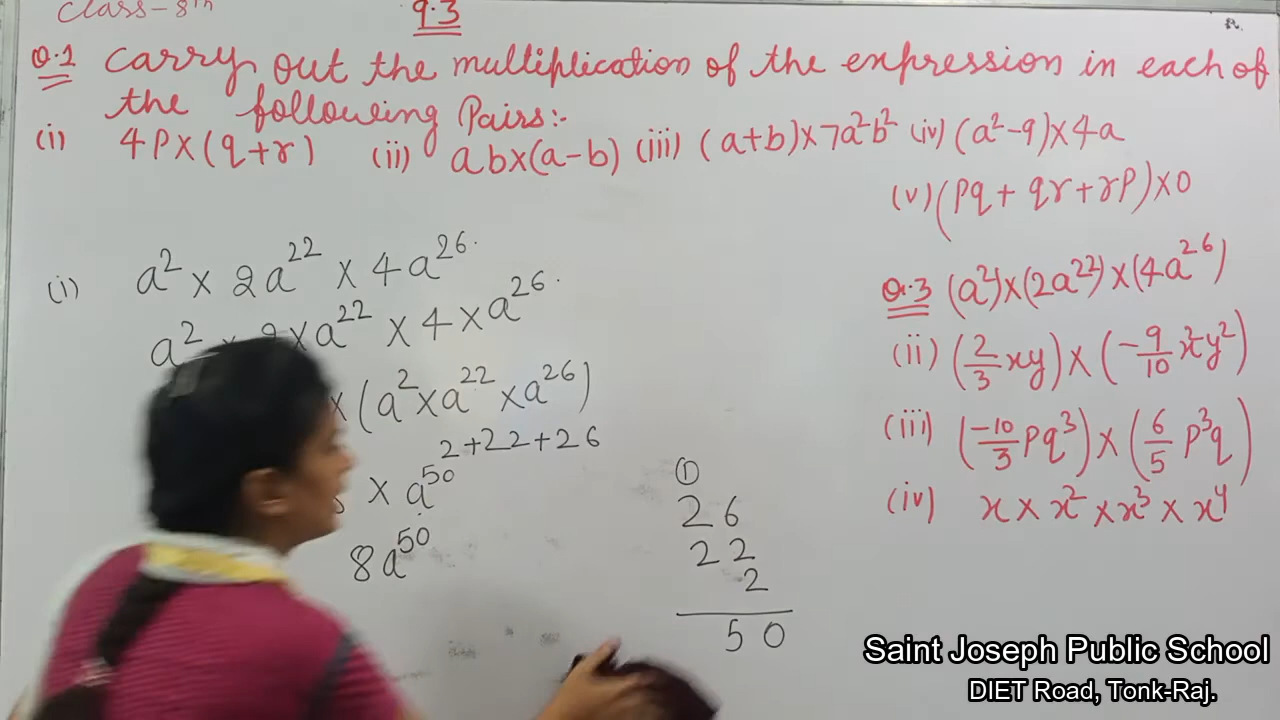 Class-8th
9.3
Q.1 Carry out the multiplication of the expression in each of
the following Pairs:-
(i) 4P×(q+r) (ii) ab×(a-b) (iii) (a+b)×7a²b² (iv) (a²-9)×4a
(v) (Pq + qr + rP)×0
(i) a² × 2a²² × 4a²⁶.
a² × 2×a²² × 4×a²⁶.
×(a²×a²²×a²⁶)
2+22+26
× a⁵⁰
8a⁵⁰
①
26
22
2
50
Q.3 (a²)×(2a²²)×(4a²⁶)
(ii) (2/3 xy)×(-9/10 x²y²)
(iii) (-10/3 Pq³)×(6/5 P³q)
(iv) x × x² × x³ × x⁴
Saint Joseph Public School
DIET Road, Tonk-Raj.